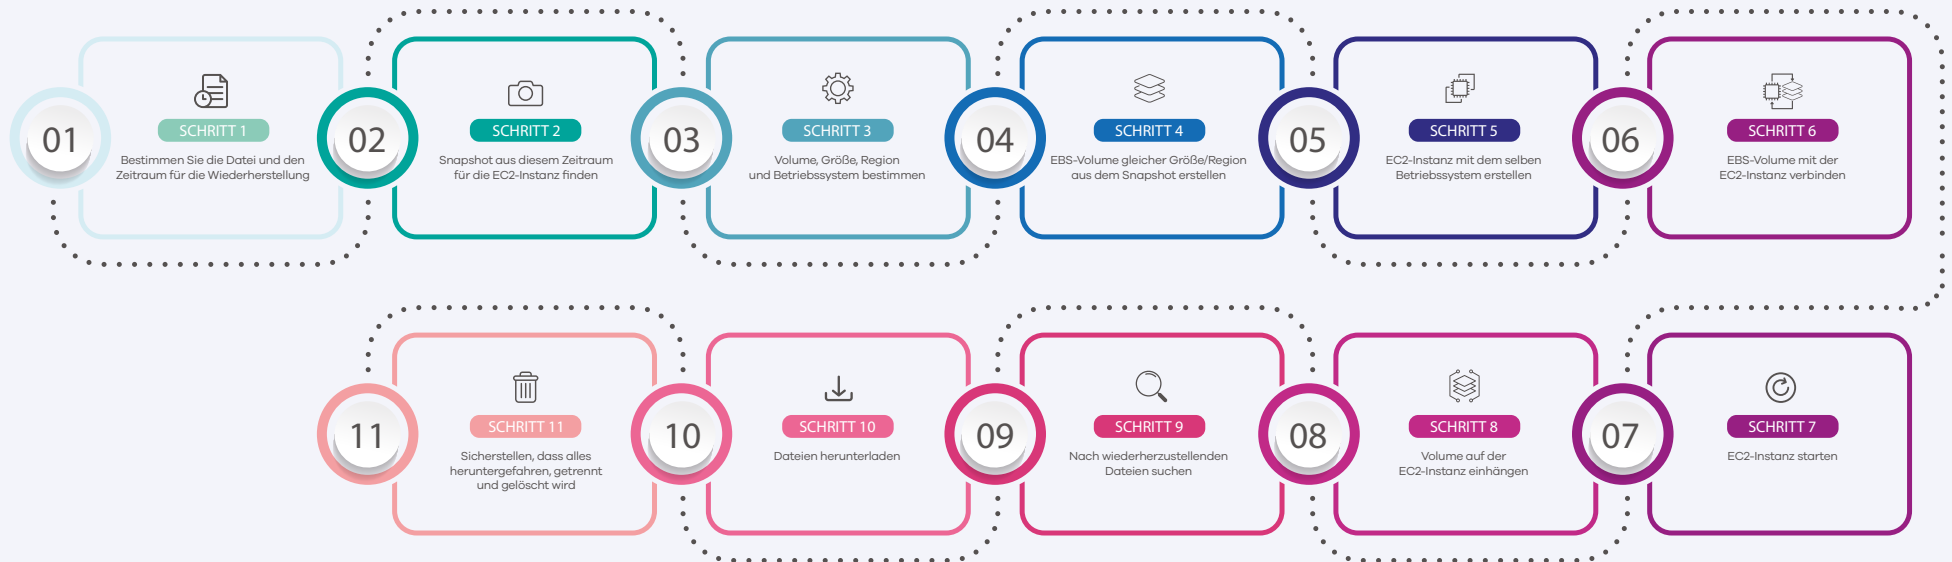 01
SCHRITT 1
Bestimmen Sie die Datei und den
Zeitraum für die Wiederherstellung
02
SCHRITT 2
Snapshot aus diesem Zeitraum
für die EC2-Instanz finden
03
SCHRITT 3
Volume, Größe, Region
und Betriebssystem bestimmen
04
SCHRITT 4
EBS-Volume gleicher Größe/Region
aus dem Snapshot erstellen
05
SCHRITT 5
EC2-Instanz mit dem selben
Betriebssystem erstellen
06
SCHRITT 6
EBS-Volume mit der
EC2-Instanz verbinden
07
SCHRITT 7
EC2-Instanz starten
08
SCHRITT 8
Volume auf der
EC2-Instanz einhängen
09
SCHRITT 9
Nach wiederherzustellenden
Dateien suchen
10
SCHRITT 10
Dateien herunterladen
11
SCHRITT 11
Sicherstellen, dass alles
heruntergefahren, getrennt
und gelöscht wird